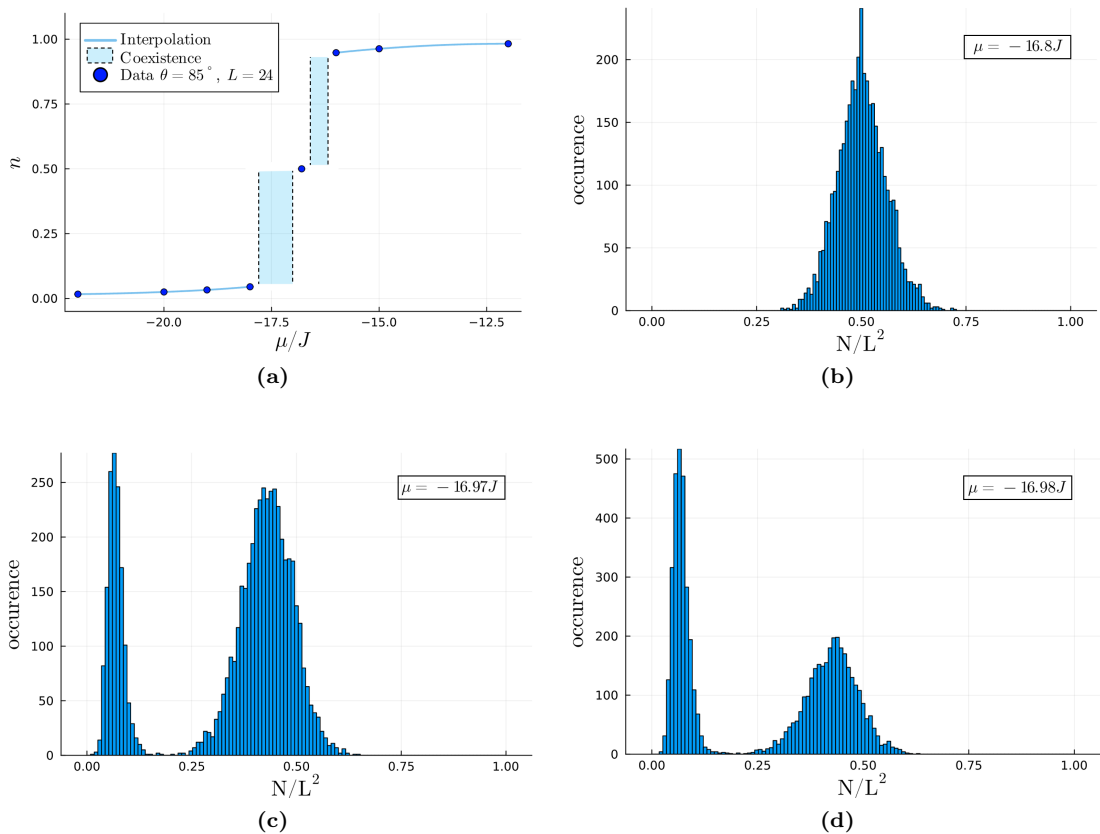 1.00
0.75
0.50
0.25
0.00
n
Interpolation
Coexistence
Data θ = 85°, L = 24
−20.0
−17.5
−15.0
−12.5
μ/J
(a)
200
150
100
50
0
occurence
μ = −16.8J
0.00
0.25
0.50
0.75
1.00
N/L²
(b)
250
200
150
100
50
0
occurence
μ = −16.97J
0.00
0.25
0.50
0.75
1.00
N/L²
(c)
500
400
300
200
100
0
occurence
μ = −16.98J
0.00
0.25
0.50
0.75
1.00
N/L²
(d)